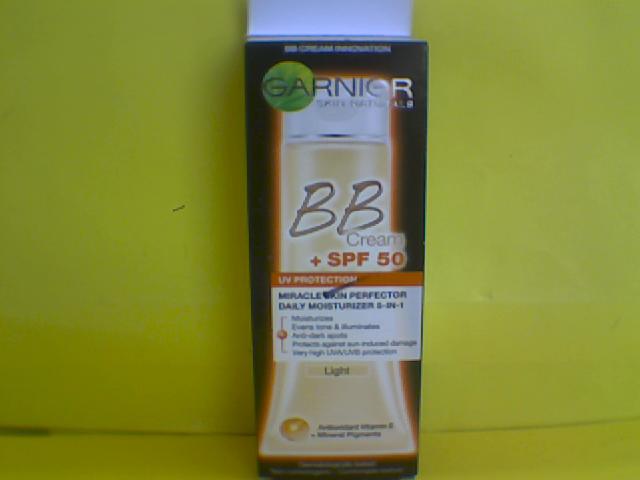 BB CREAM INNOVATION
GARNIER
SKIN NATURALS
BB
Cream
+ SPF 50
UV PROTECTION
MIRACLE SKIN PERFECTOR
DAILY MOISTURIZER 5-IN-1
Moisturizes
Evens tone & illuminates
Anti-dark spots
Protects against sun-induced damage
Very high UVA/UVB protection
Light
Antioxidant Vitamin E
+ Mineral Pigments